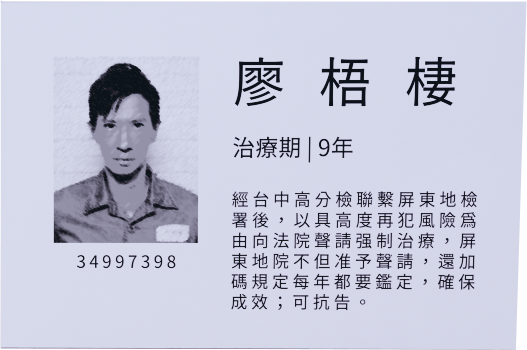 廖梧棲
治療期|9年
經台中高分檢聯繫屏東地檢
署後，以具高度再犯風險爲
由向法院聲請强制治療，屏
東地院不但准予聲請，還加
碼規定每年都要鑑定，確保
成效；可抗告。
34997398